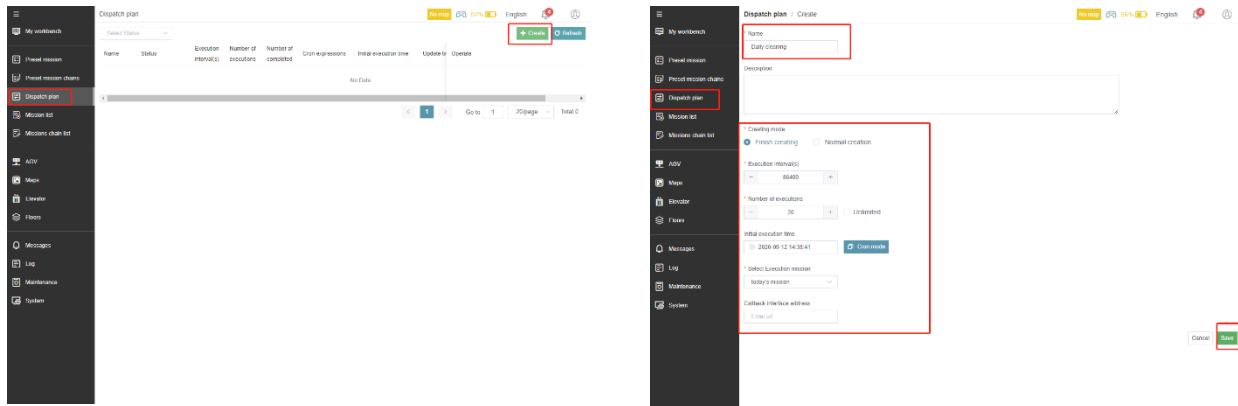 Dispatch plan
No map 57% English 4
My workbench
Preset mission
Preset mission chains
Dispatch plan
Mission list
Missions chain list
AGV
Maps
Elevator
Floors
Messages
Log
Maintenance
System
Select Status
+ Create Refresh
Name Status Execution interval(s) Number of executions Number of completed Cron expressions Initial execution time Update ti Operate
No Data
< 1 > Go to 1 20/page Total 0
Dispatch plan / Create
No map 56% English 4
My workbench
Preset mission
Preset mission chains
Dispatch plan
Mission list
Missions chain list
AGV
Maps
Elevator
Floors
Messages
Log
Maintenance
System
* Name
Daily cleaning
Description
* Creating mode
Finish creating Normal creation
* Execution interval(s)
− 86400 +
* Number of executions
− 20 + Unlimited
Initial execution time
2020-06-12 14:38:41 Cron mode
* Select Execution mission
today's mission
Callback interface address
Enter url
Cancel Save